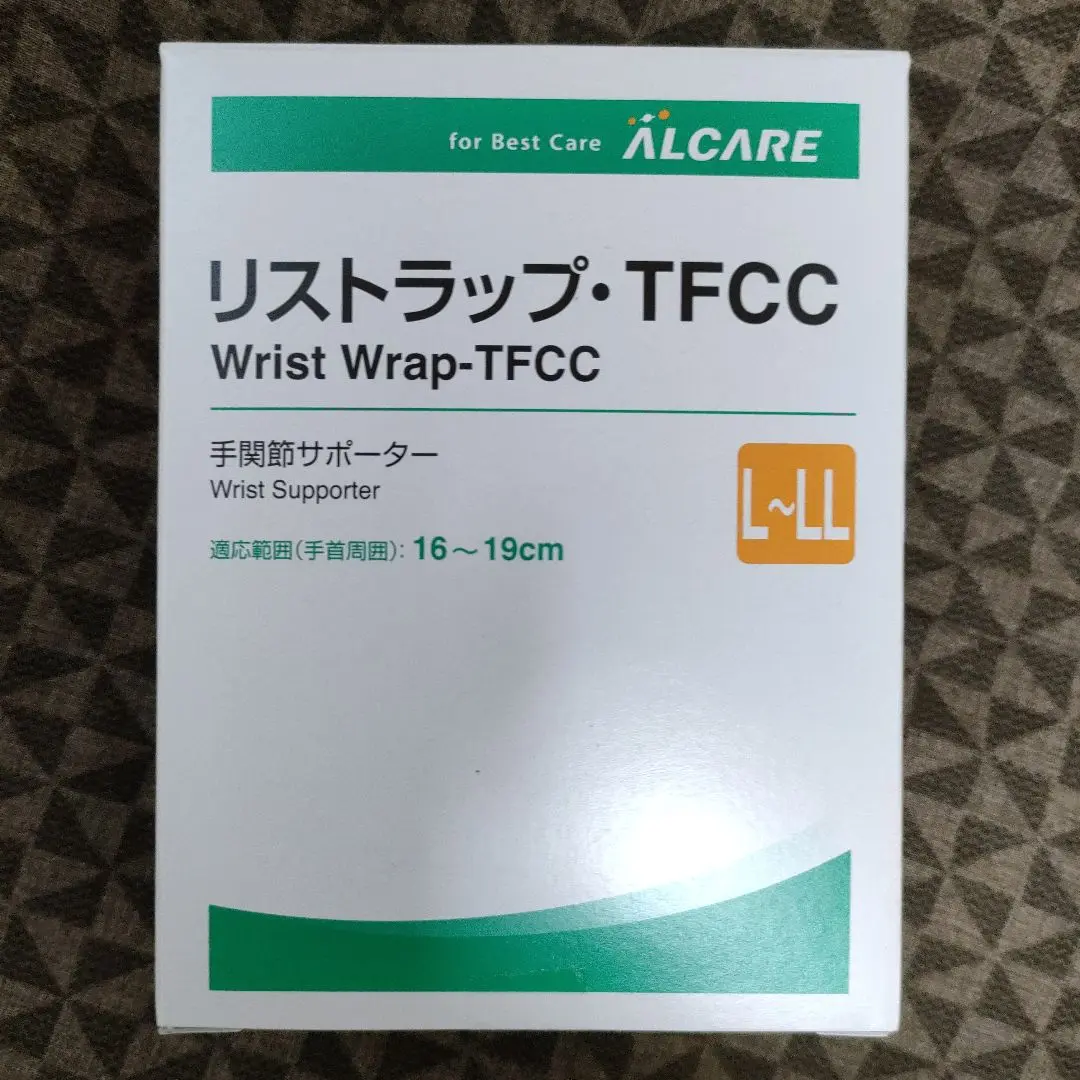 for Best Care ALCARE
リストラップ・TFCC
Wrist Wrap-TFCC
手関節サポーター
Wrist Supporter
L~LL
適応範囲(手首周囲): 16～19cm